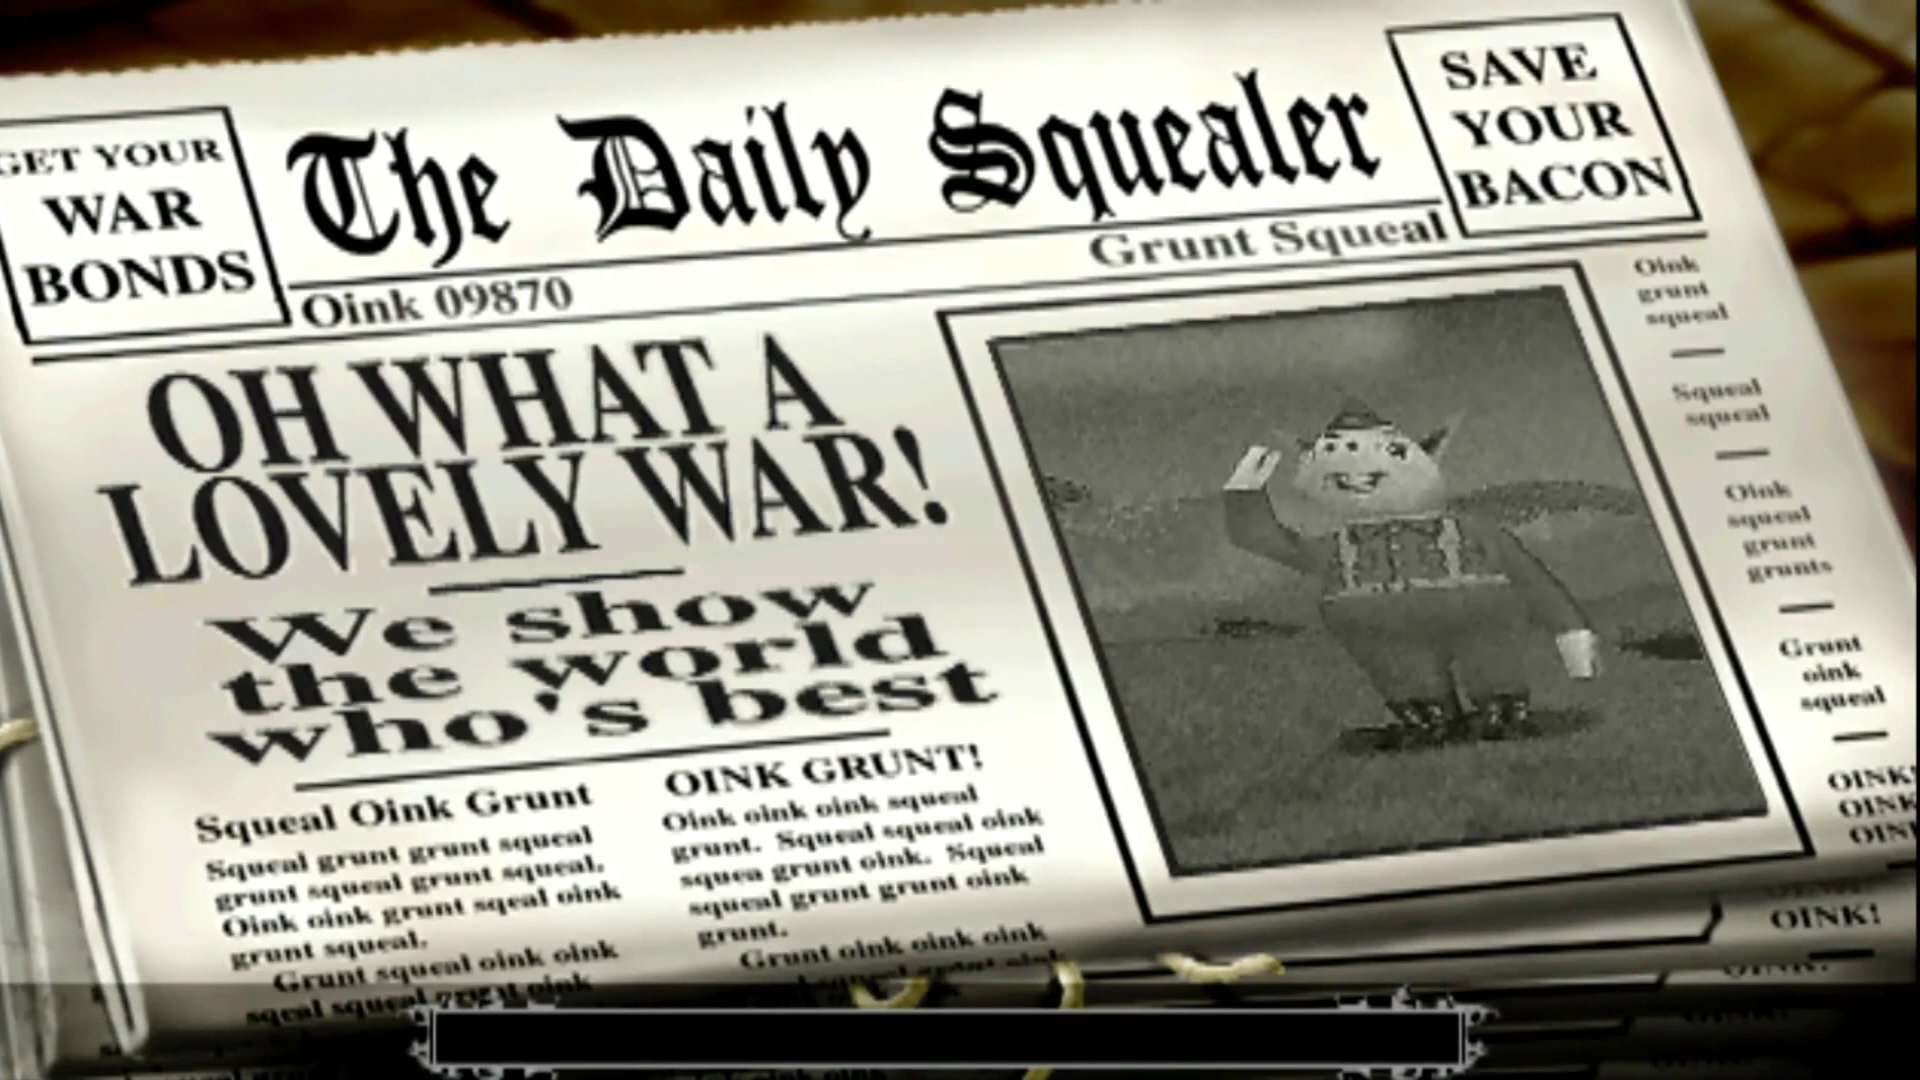 GET YOUR
WAR
BONDS
The Daily Squealer
SAVE
YOUR
BACON
Oink 09870
Grunt Squeal
OH WHAT A
LOVELY WAR!
We show
the world
who's best
Squeal Oink Grunt
Squeal grunt grunt squeal
grunt squeal grunt squeal.
Oink oink grunt sqeal oink
grunt squeal.
Grunt squeal oink oink
OINK GRUNT!
Oink oink oink squeal
grunt. Squeal squeal oink
squea grunt oink. Squeal
squeal grunt grunt oink
grunt.
Grunt oink oink oink
Oink
grunt
squeal
Squeal
squeal
Oink
squeal
grunt
grunts
Grunt
oink
squeal
OINK!
OINK
OINK
OINK!